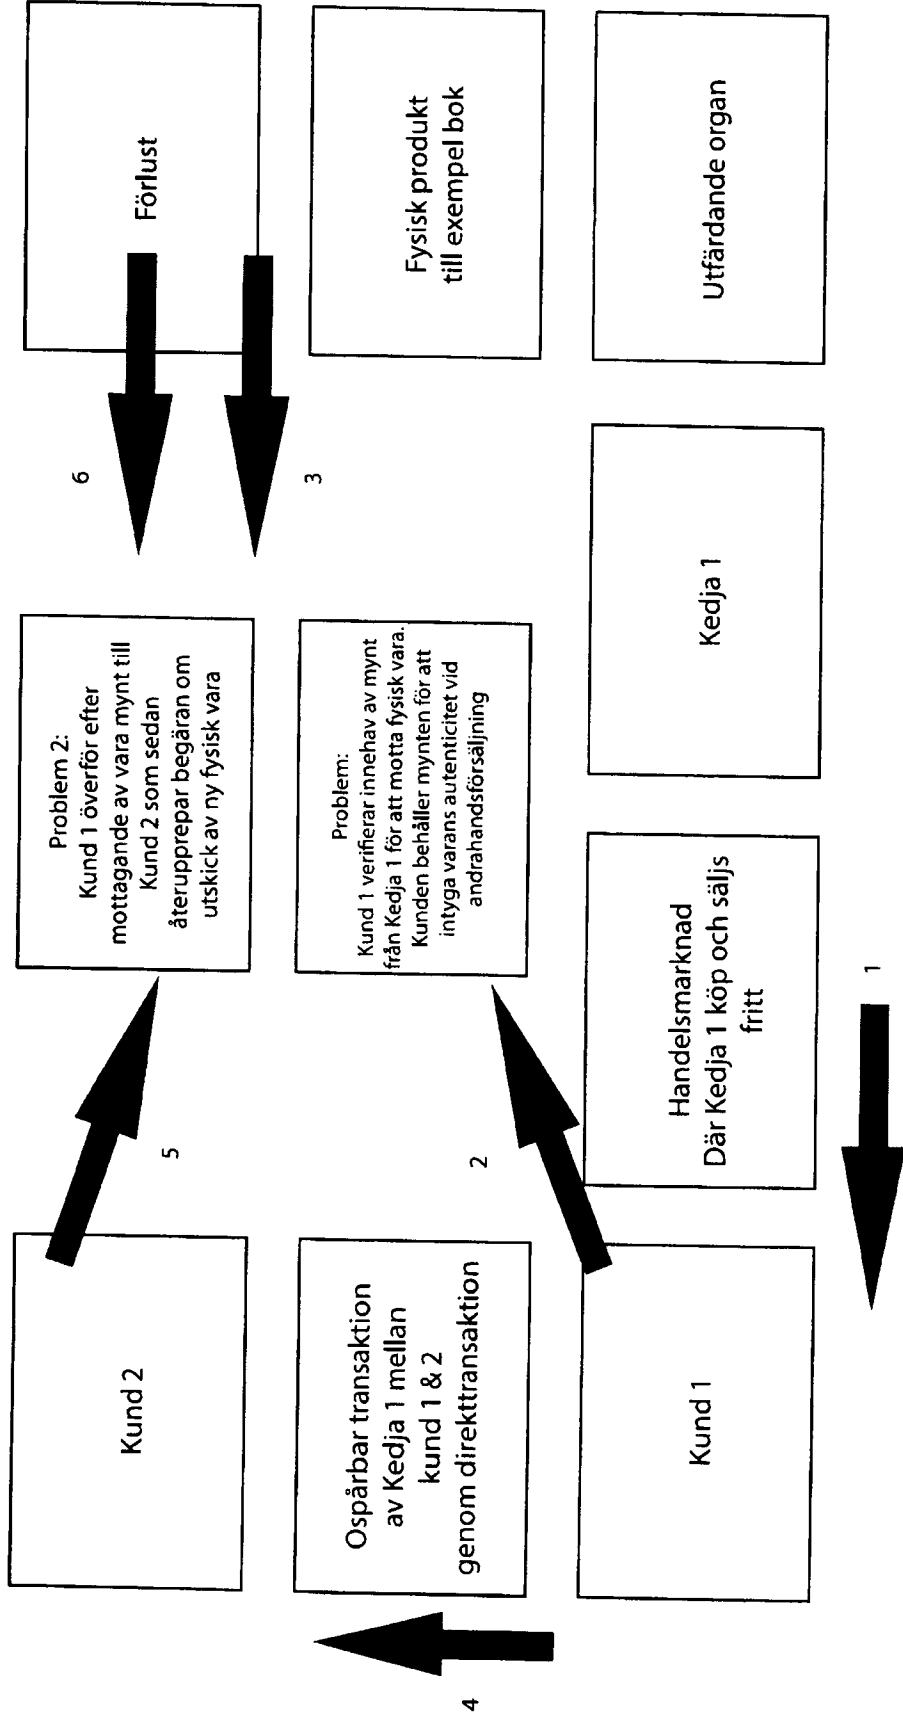 Kund 2
5
Problem 2:
Kund 1 överför efter
mottagande av vara mynt till
Kund 2 som sedan
återupprepar begäran om
utskick av ny fysisk vara
6
Förlust
4
Ospårbar transaktion
av Kedja 1 mellan
kund 1 & 2
genom direkttransaktion
2
Problem:
Kund 1 verifierar innehav av mynt
från Kedja 1 för att motta fysisk vara.
Kunden behåller mynten för att
intyga varans autenticitet vid
andrahandsförsäljning
3
Fysisk produkt
till exempel bok
Kund 1
Handelsmarknad
Där Kedja 1 köp och säljs
fritt
Kedja 1
Utfärdande organ
1